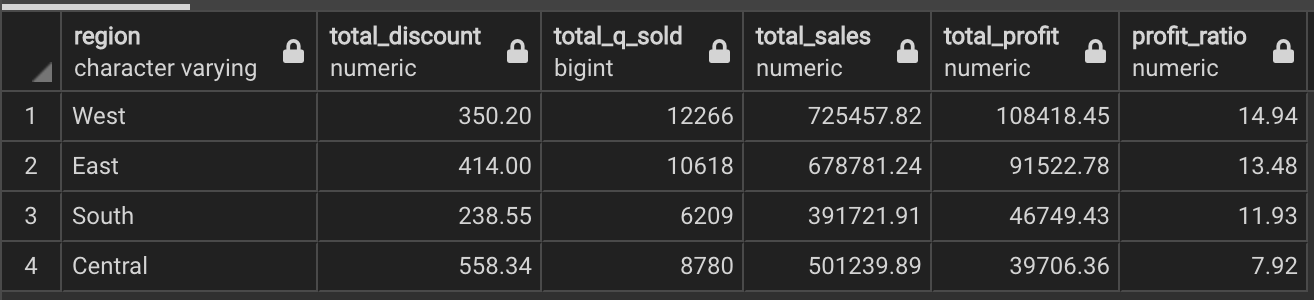 region total_discount total_q_sold total_sales total_profit profit_ratio
character varying numeric bigint numeric numeric numeric
1 West 350.20 12266 725457.82 108418.45 14.94
2 East 414.00 10618 678781.24 91522.78 13.48
3 South 238.55 6209 391721.91 46749.43 11.93
4 Central 558.34 8780 501239.89 39706.36 7.92